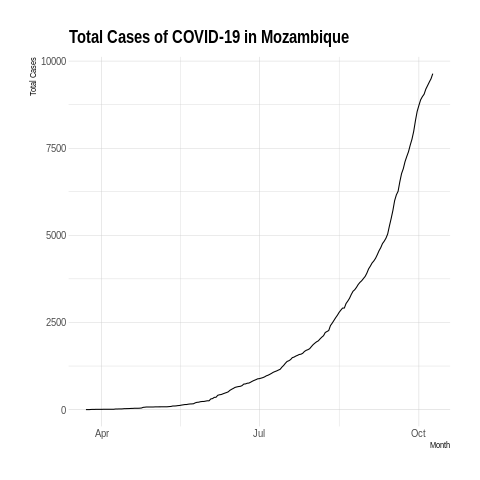 Total Cases of COVID-19 in Mozambique
Total Cases
10000
7500
5000
2500
0
Apr Jul Oct
Month